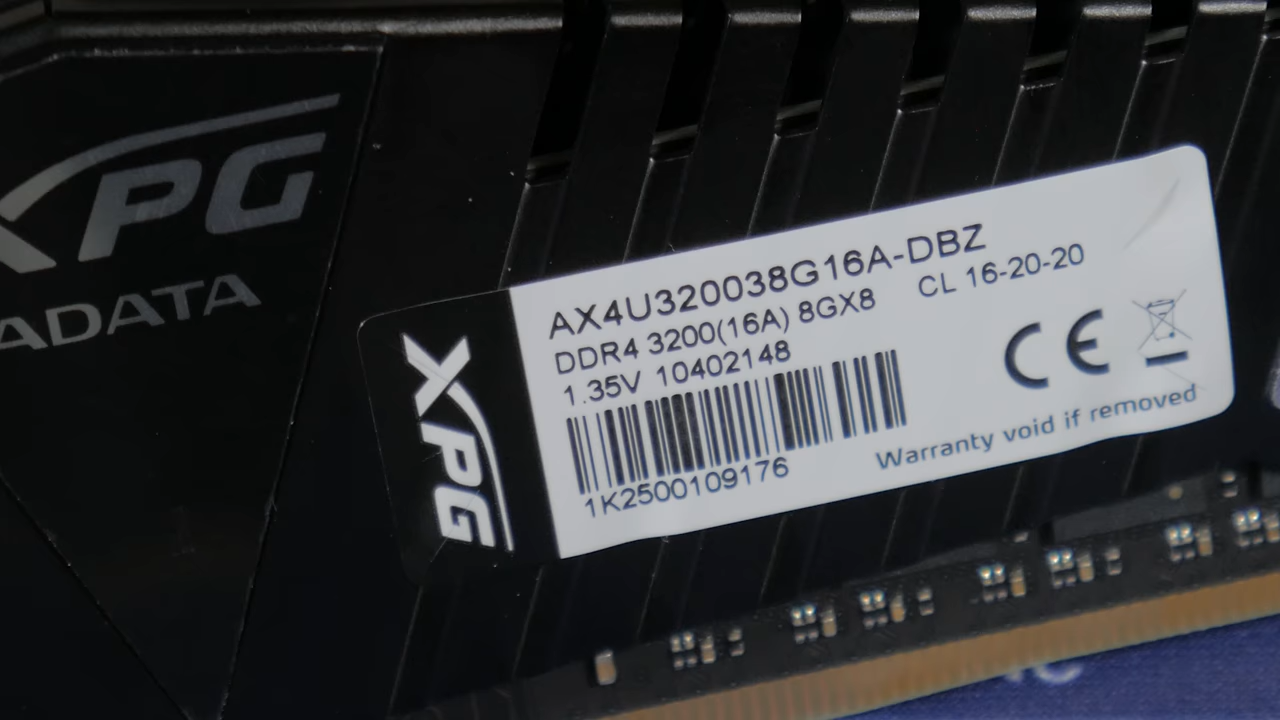 XPG
ADATA
XPG
AX4U320038G16A-DBZ
DDR4 3200(16A) 8GX8 CL 16-20-20
1.35V 10402148
1K2500109176
CE
Warranty void if removed